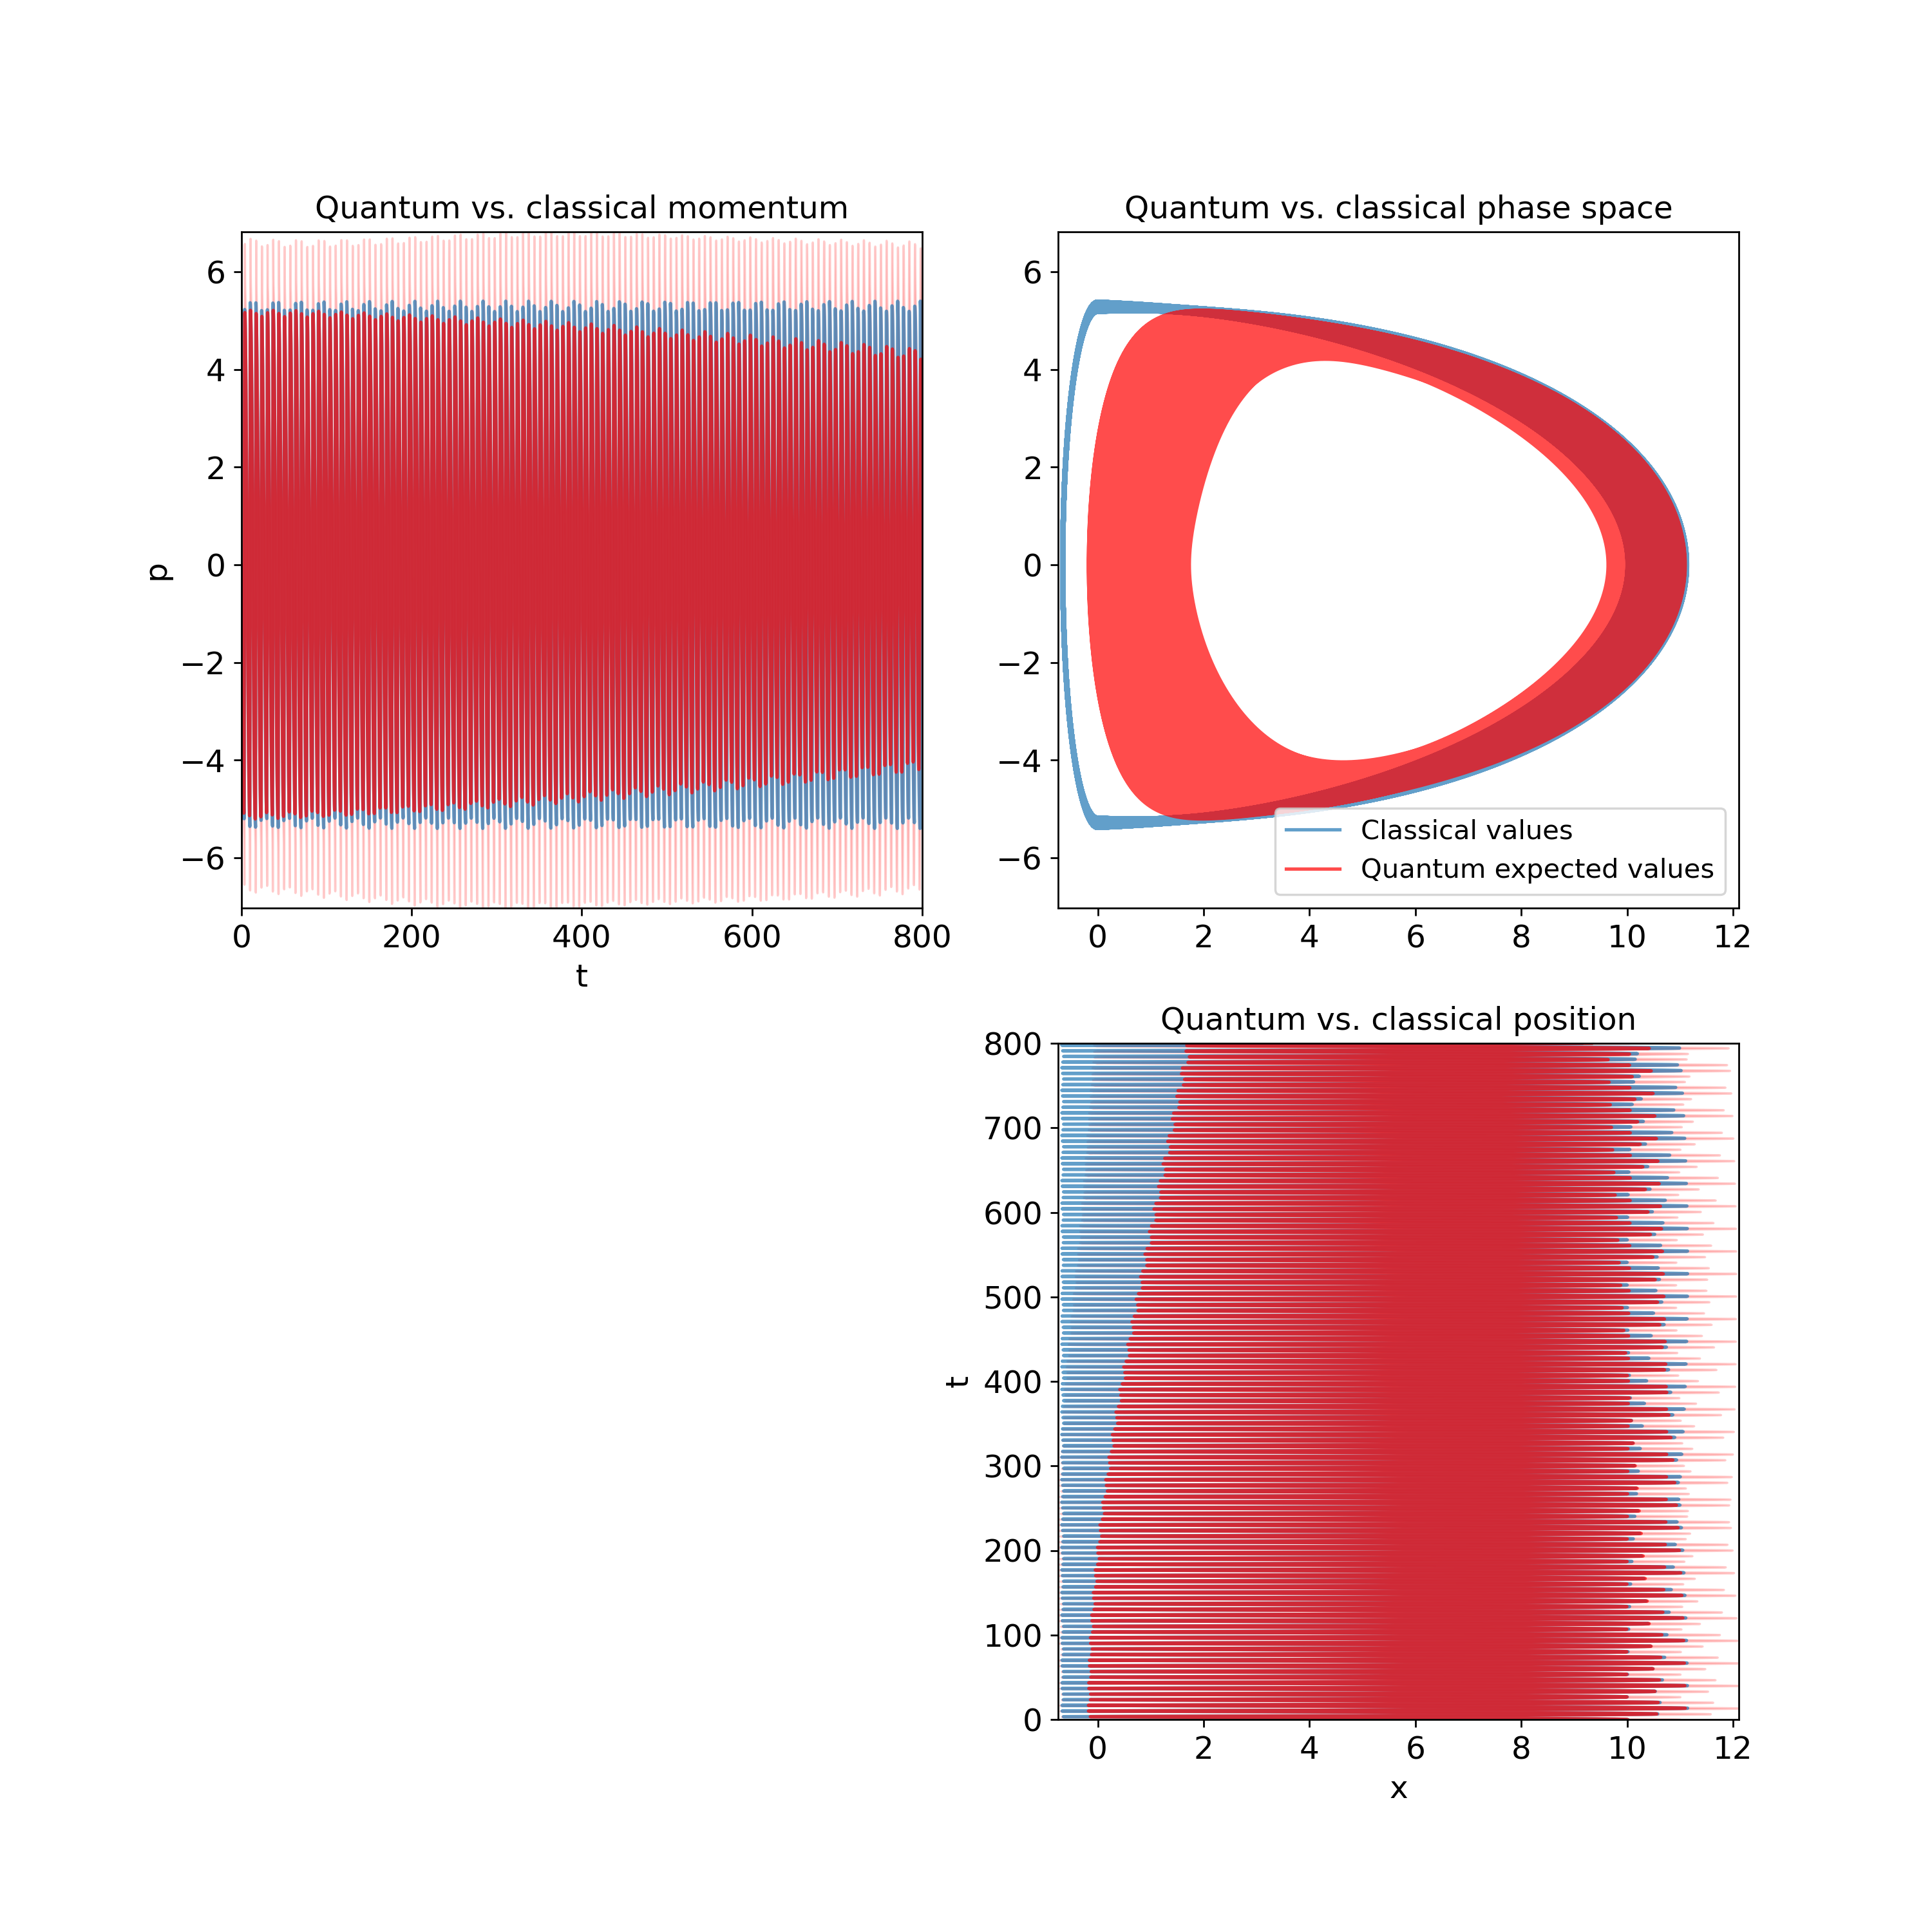 Quantum vs. classical momentum
6
4
2
0
−2
−4
−6
p
0 200 400 600 800
t
Quantum vs. classical phase space
6
4
2
0
−2
−4
−6
Classical values
Quantum expected values
0 2 4 6 8 10 12
Quantum vs. classical position
800
700
600
500
400
300
200
100
0
t
0 2 4 6 8 10 12
x